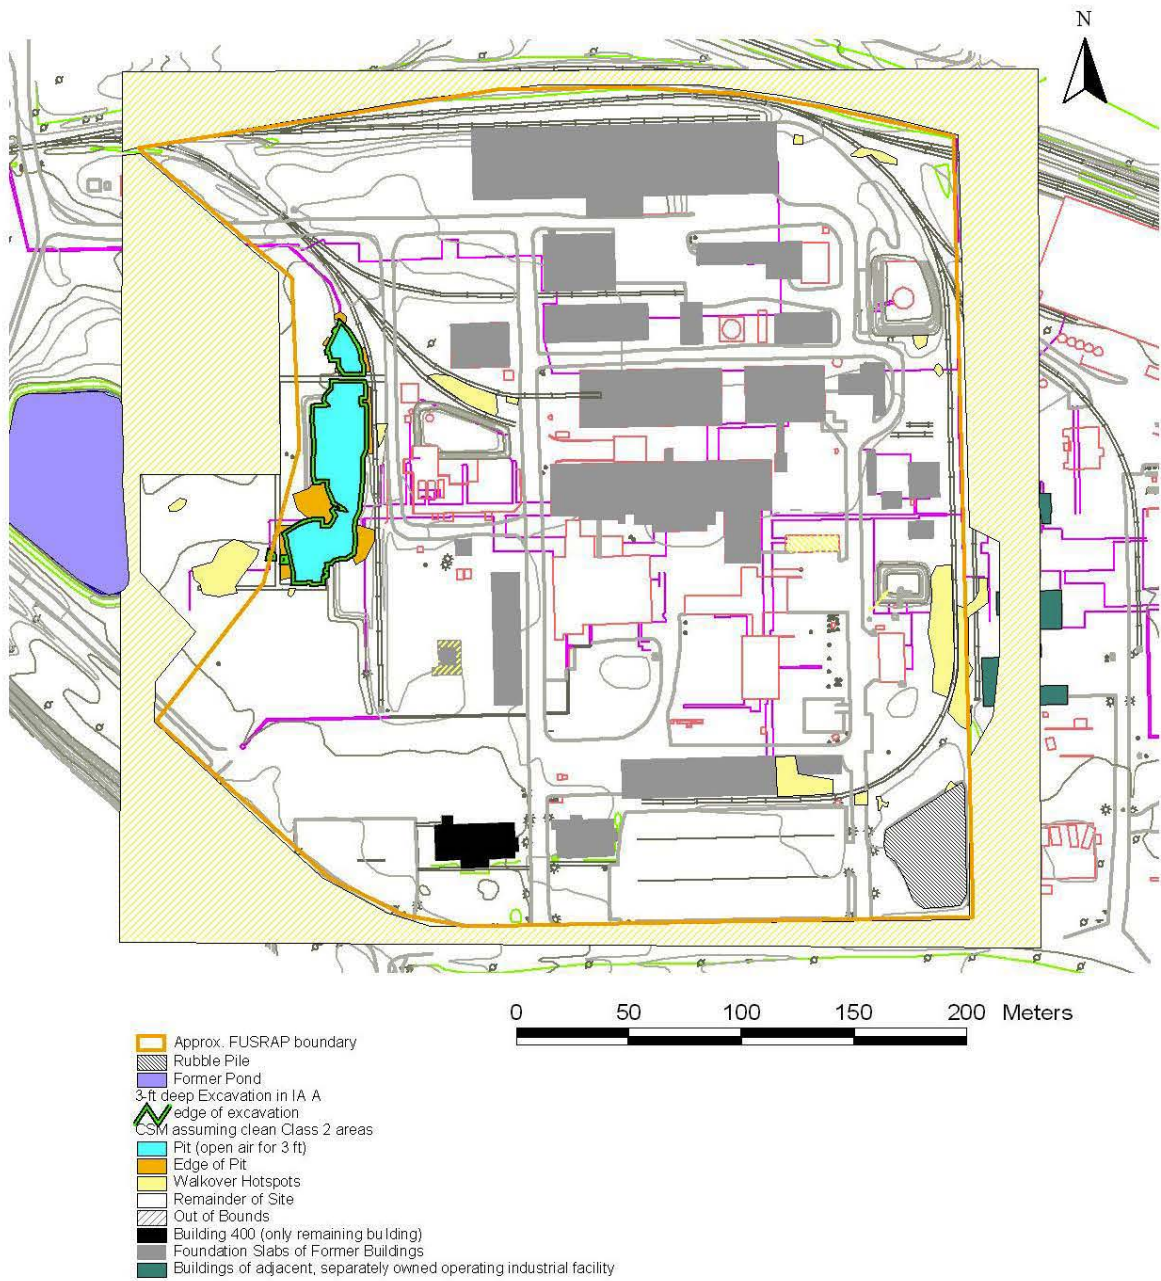 N
0 50 100 150 200 Meters
Approx. FUSRAP boundary
Rubble Pile
Former Pond
3-ft deep Excavation in IA A
edge of excavation
CSM assuming clean Class 2 areas
Pit (open air for 3 ft)
Edge of Pit
Walkover Hotspots
Remainder of Site
Out of Bounds
Building 400 (only remaining building)
Foundation Slabs of Former Buildings
Buildings of adjacent, separately owned operating industrial facility